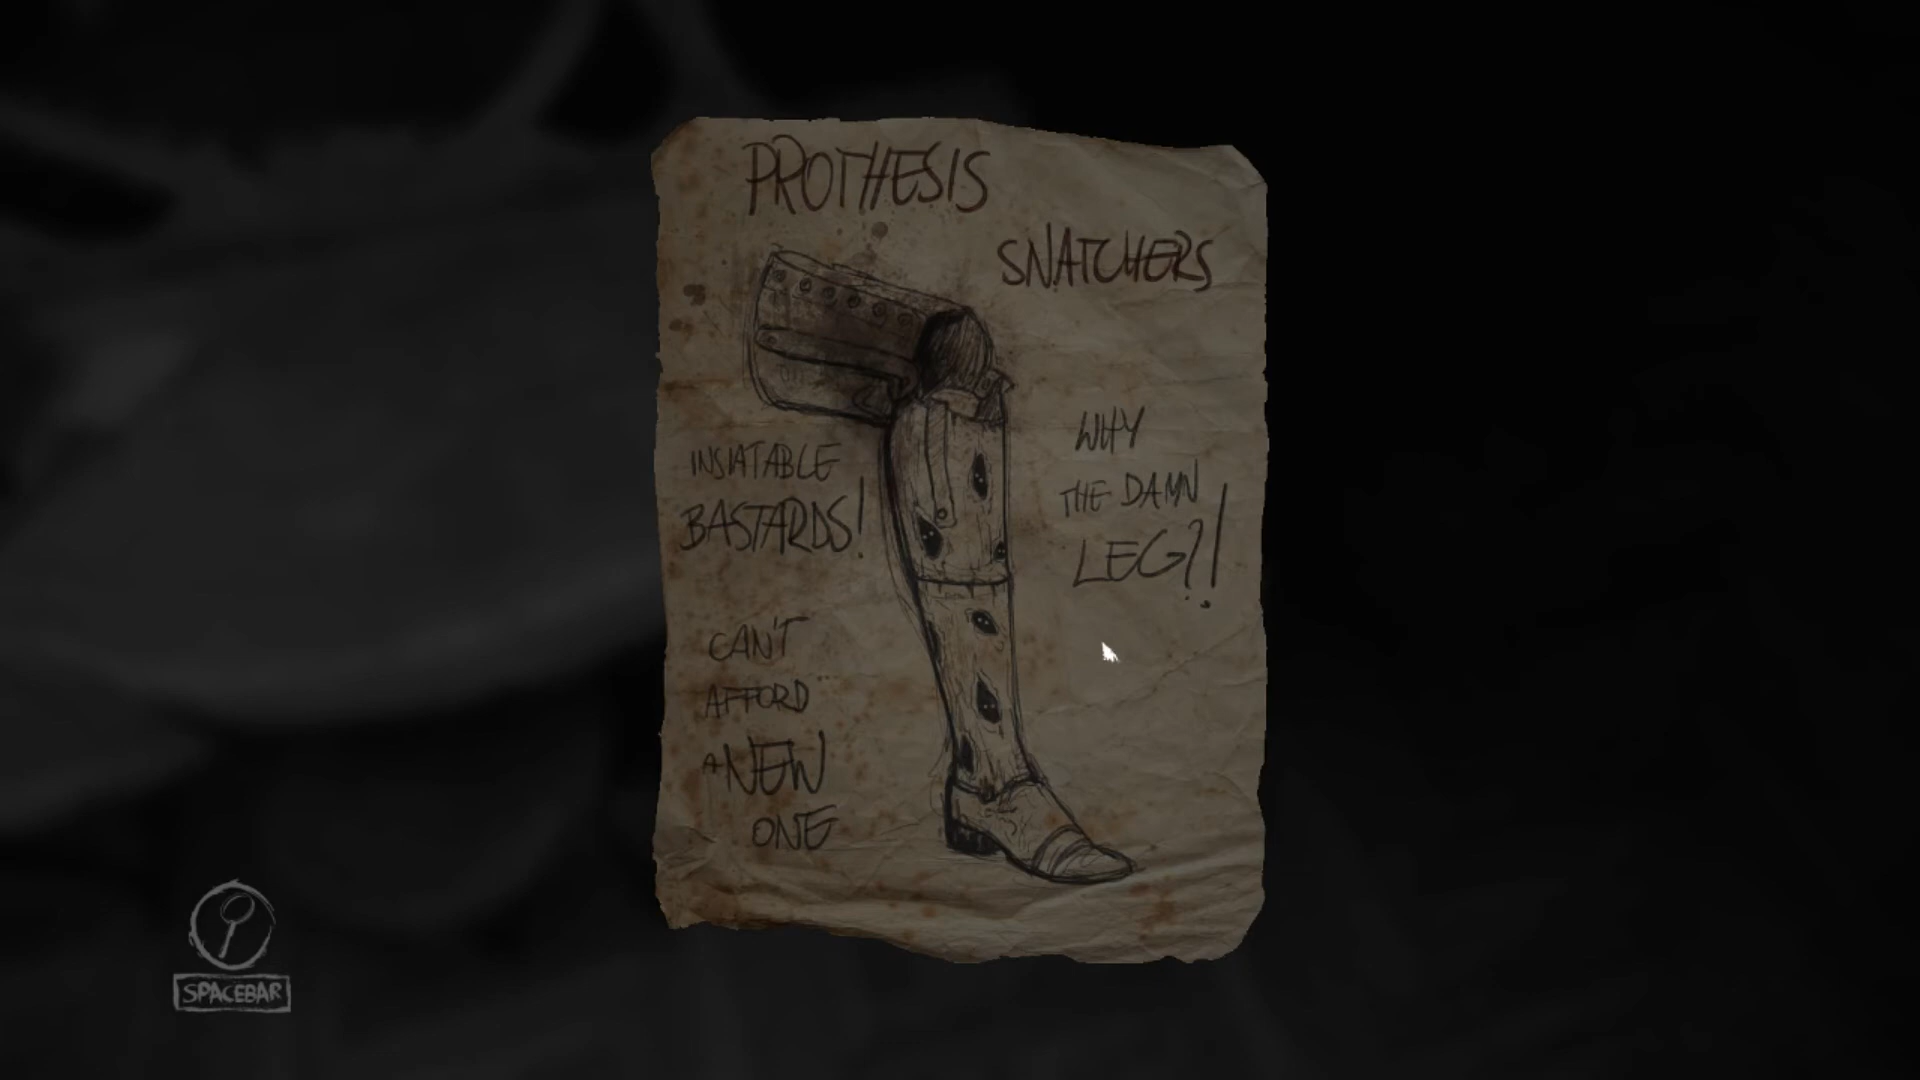 PROTHESIS
SNATCHERS
INSIATABLE
BASTARDS!
WHY
THE DAMN
LEG?!
CAN'T
AFFORD
A NEW
ONE
SPACEBAR